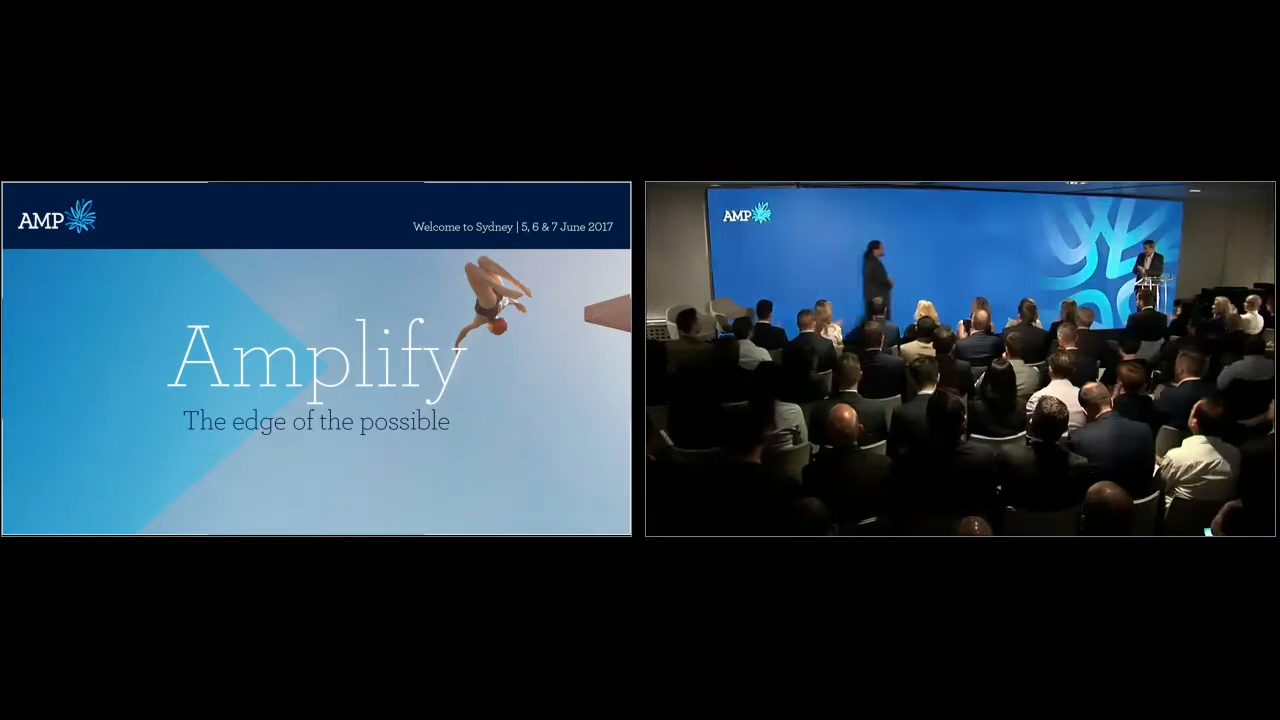 AMP
Welcome to Sydney | 5, 6 & 7 June 2017
Amplify
The edge of the possible
AMP